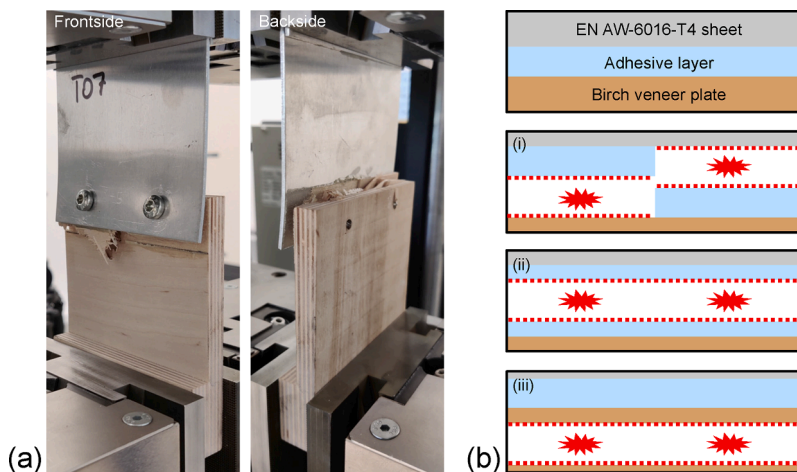 Frontside
Backside
T07
(a)
EN AW-6016-T4 sheet
Adhesive layer
Birch veneer plate
(i)
(ii)
(iii)
(b)